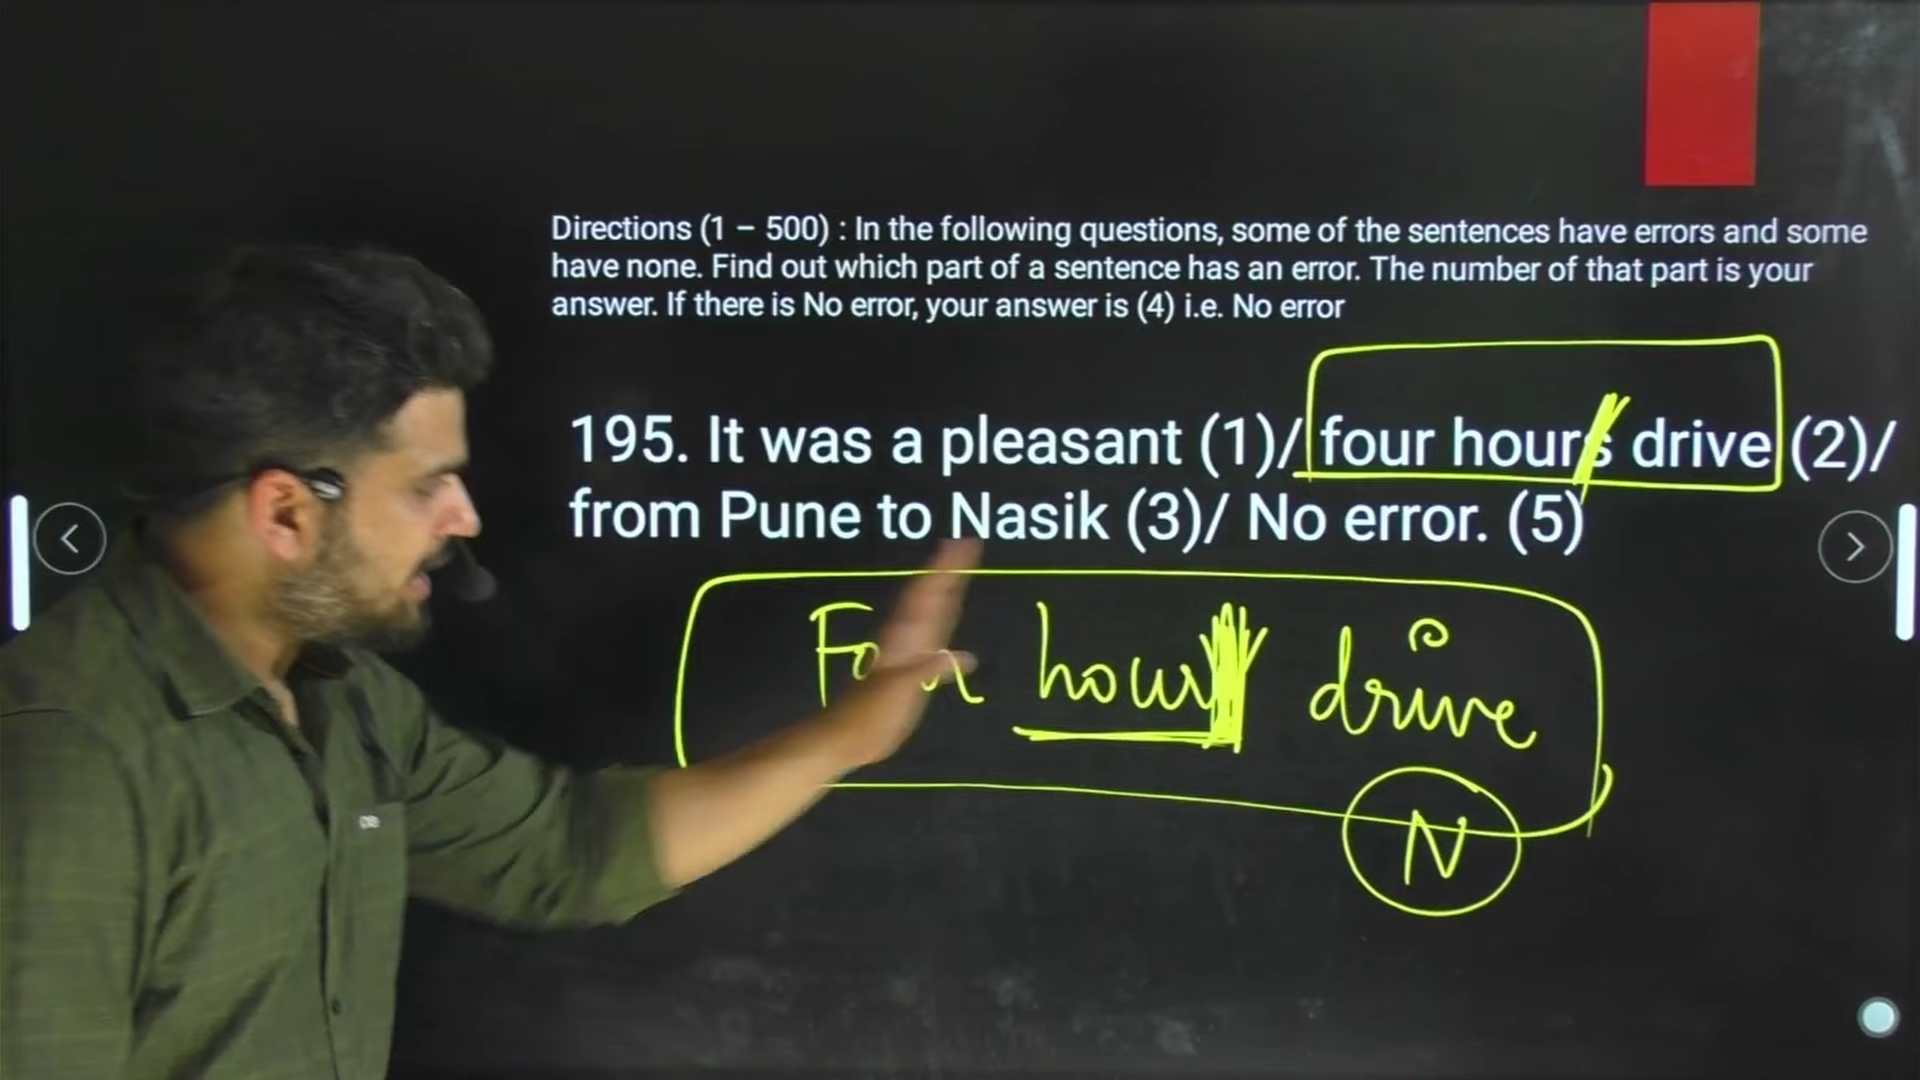 Directions (1 – 500) : In the following questions, some of the sentences have errors and some
have none. Find out which part of a sentence has an error. The number of that part is your
answer. If there is No error, your answer is (4) i.e. No error
195. It was a pleasant (1)/ four hours drive (2)/
from Pune to Nasik (3)/ No error. (5)
hour drive
N